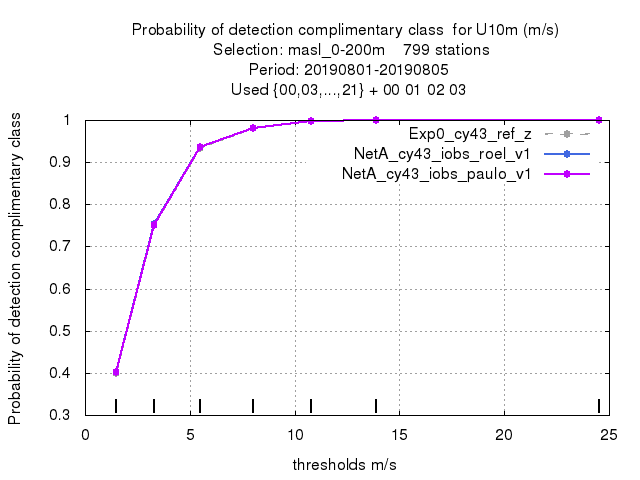 Probability of detection complimentary class  for U10m (m/s)
Selection: masl_0-200m    799 stations
Period: 20190801-20190805
Used {00,03,...,21} + 00 01 02 03
Probability of detection complimentary class
1
0.9
0.8
0.7
0.6
0.5
0.4
0.3
Exp0_cy43_ref_z
NetA_cy43_iobs_roel_v1
NetA_cy43_iobs_paulo_v1
0 5 10 15 20 25
thresholds m/s